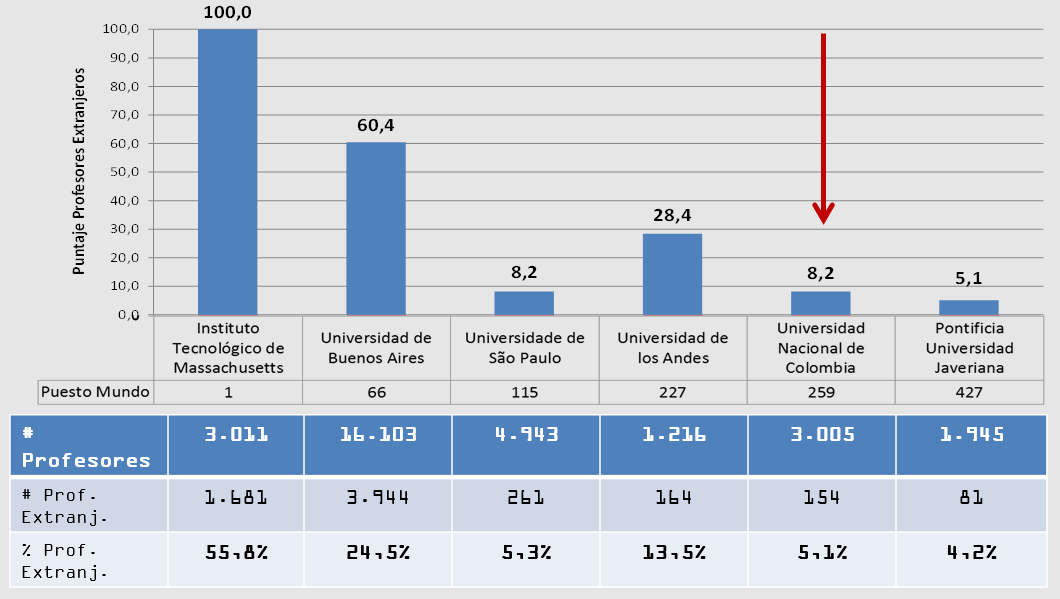 100,0
Puntaje Profesores Extranjeros
100,0
90,0
80,0
70,0
60,0
50,0
40,0
30,0
20,0
10,0
0,0
60,4
8,2
28,4
8,2
5,1
Instituto
Tecnológico de
Massachusetts
Universidad de
Buenos Aires
Universidade de
São Paulo
Universidad de
los Andes
Universidad
Nacional de
Colombia
Pontificia
Universidad
Javeriana
Puesto Mundo 1 66 115 227 259 427
# 3.011 16.103 4.943 1.216 3.005 1.945
Profesores
# Prof. 1.681 3.944 261 164 154 81
Extranj.
% Prof. 55,8% 24,5% 5,3% 13,5% 5,1% 4,2%
Extranj.